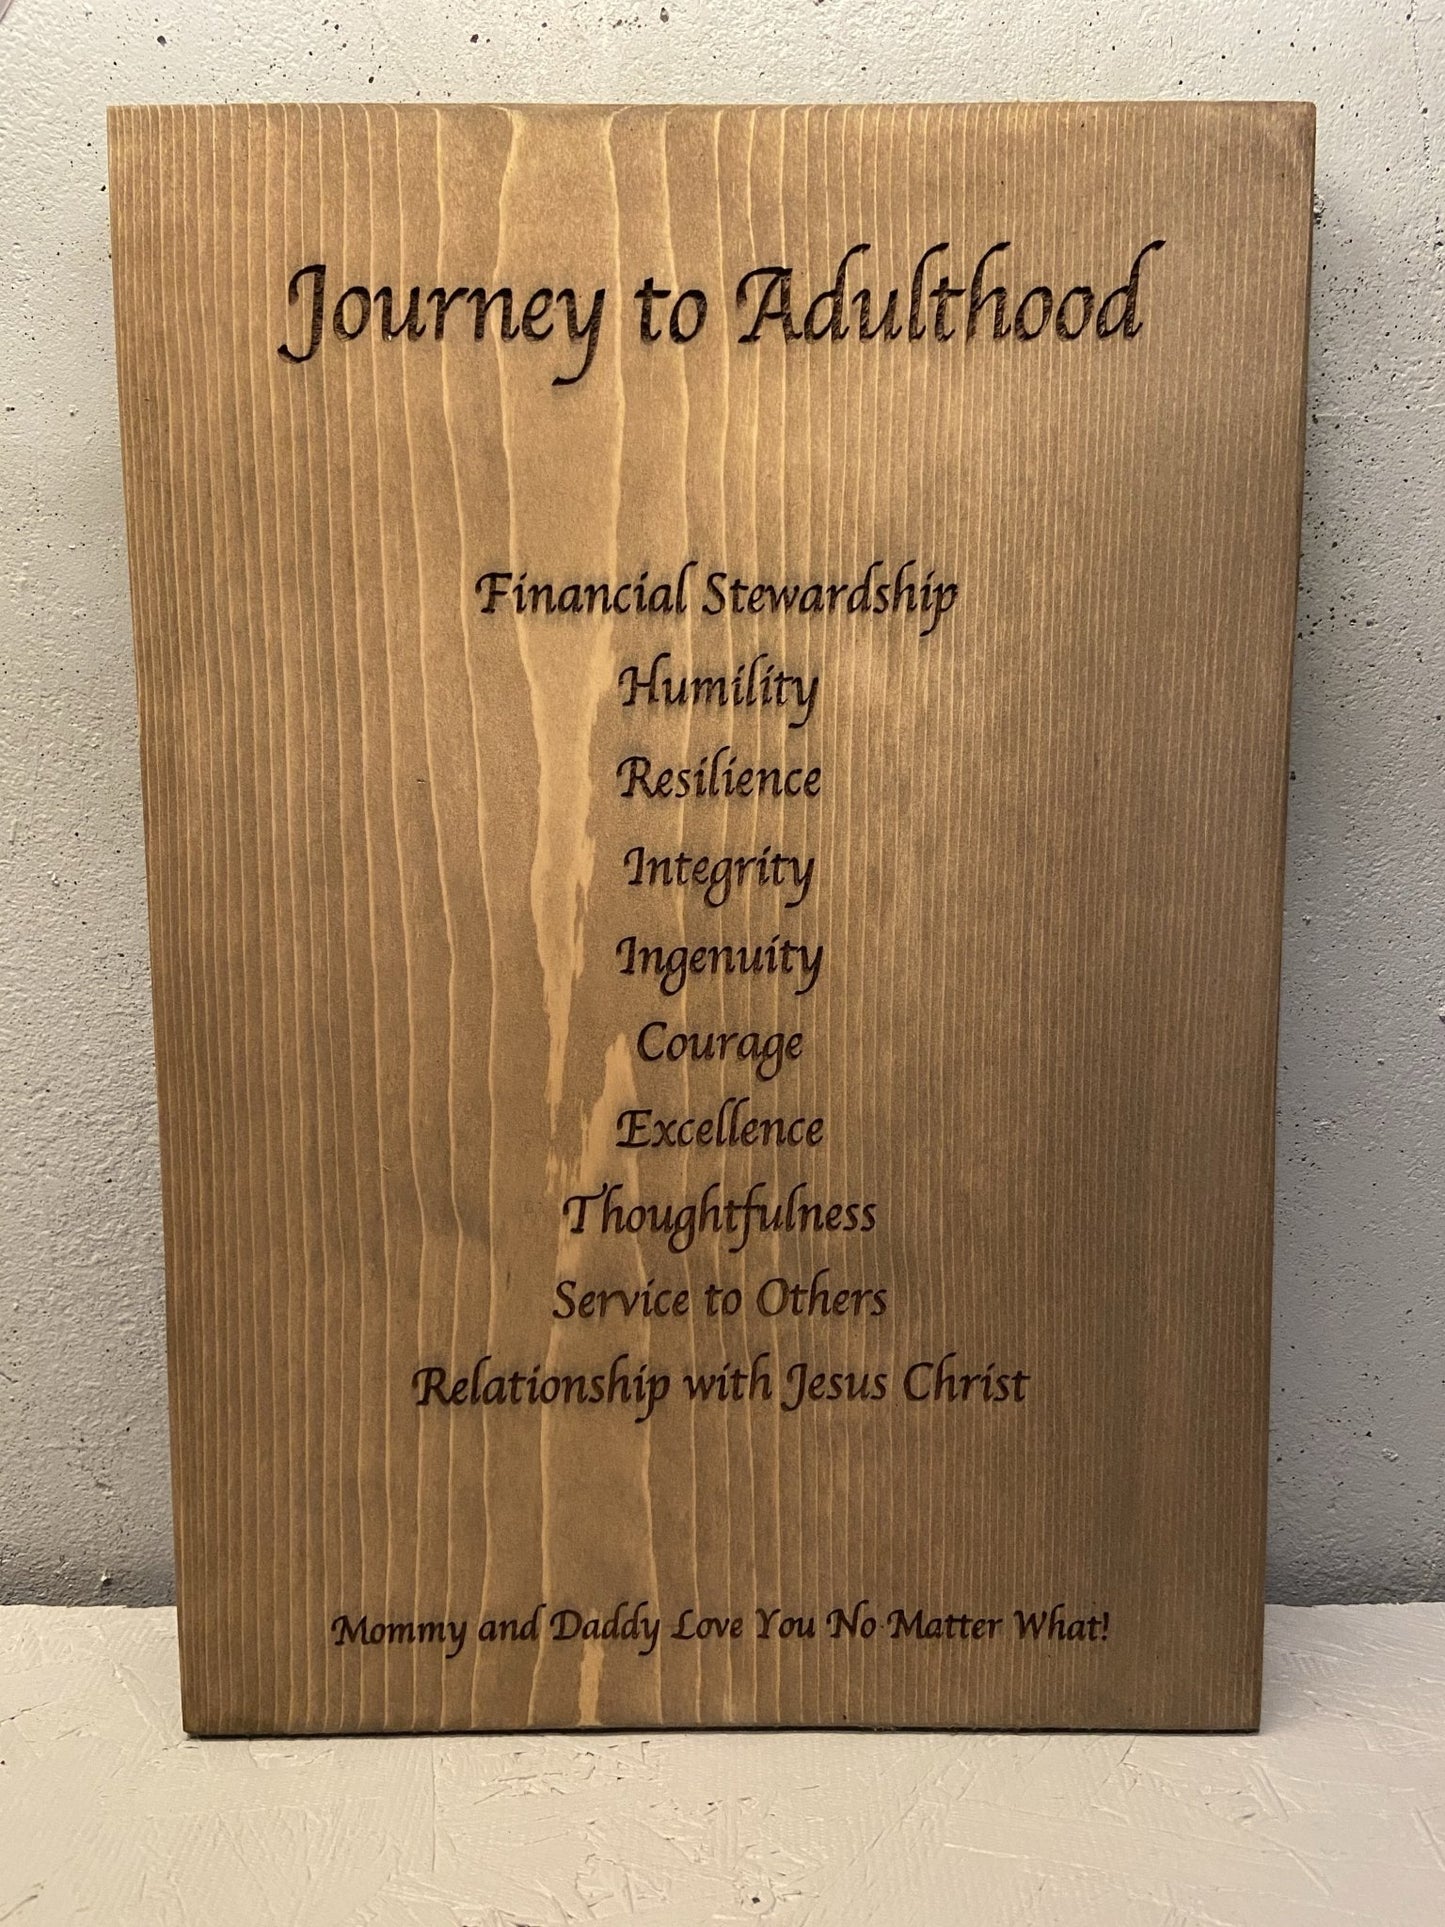 Journey to Adulthood
Financial Stewardship
Humility
Resilience
Integrity
Ingenuity
Courage
Excellence
Thoughtfulness
Service to Others
Relationship with Jesus Christ
Mommy and Daddy Love You No Matter What!